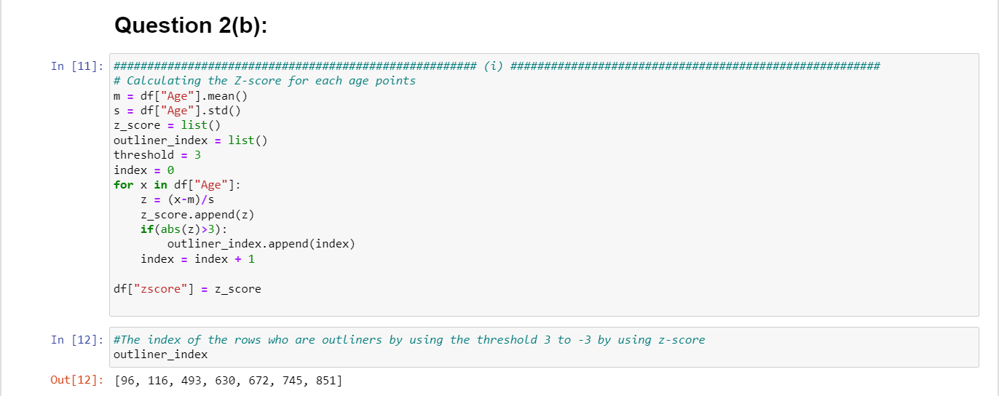 Question 2(b):
In [11]: ###################################################### (i) #######################################################
# Calculating the Z-score for each age points
m = df["Age"].mean()
s = df["Age"].std()
z_score = list()
outliner_index = list()
threshold = 3
index = 0
for x in df["Age"]:
    z = (x-m)/s
    z_score.append(z)
    if(abs(z)>3):
        outliner_index.append(index)
    index = index + 1
df["zscore"] = z_score
In [12]: #The index of the rows who are outliners by using the threshold 3 to -3 by using z-score
outliner_index
Out[12]: [96, 116, 493, 630, 672, 745, 851]